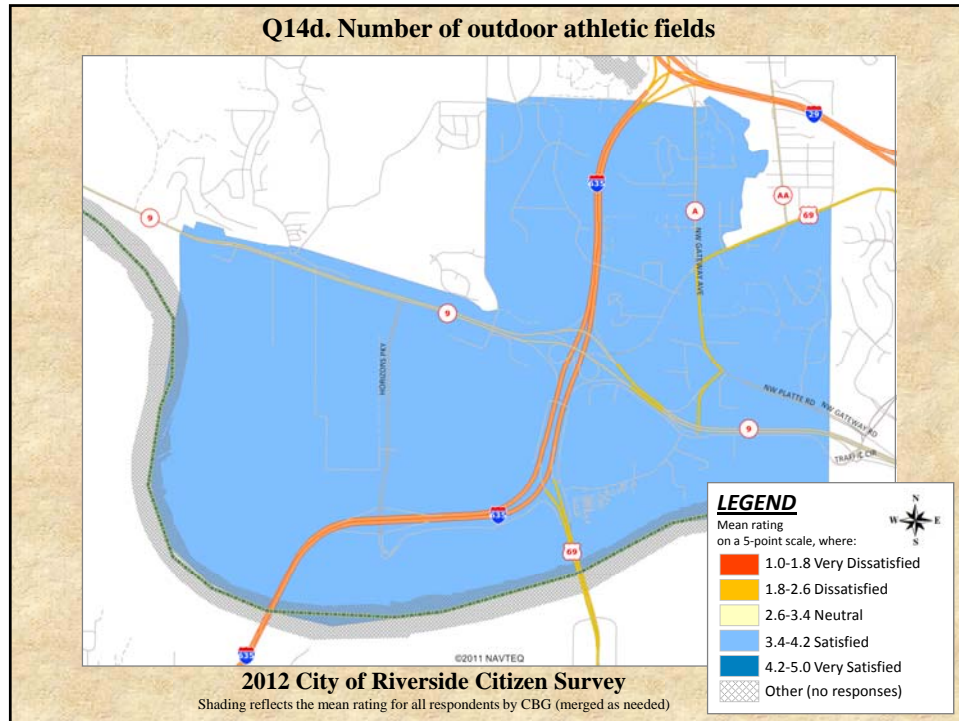 Q14d. Number of outdoor athletic fields
29
635
9
A
AA
69
NW GATEWAY AVE
9
HORIZONS PKY
NW PLATTE RD
NW GATEWAY RD
9
TRAFFIC CIR
635
69
635
©2011 NAVTEQ
LEGEND
Mean rating
on a 5-point scale, where:
N
W E
S
1.0-1.8 Very Dissatisfied
1.8-2.6 Dissatisfied
2.6-3.4 Neutral
3.4-4.2 Satisfied
4.2-5.0 Very Satisfied
Other (no responses)
2012 City of Riverside Citizen Survey
Shading reflects the mean rating for all respondents by CBG (merged as needed)